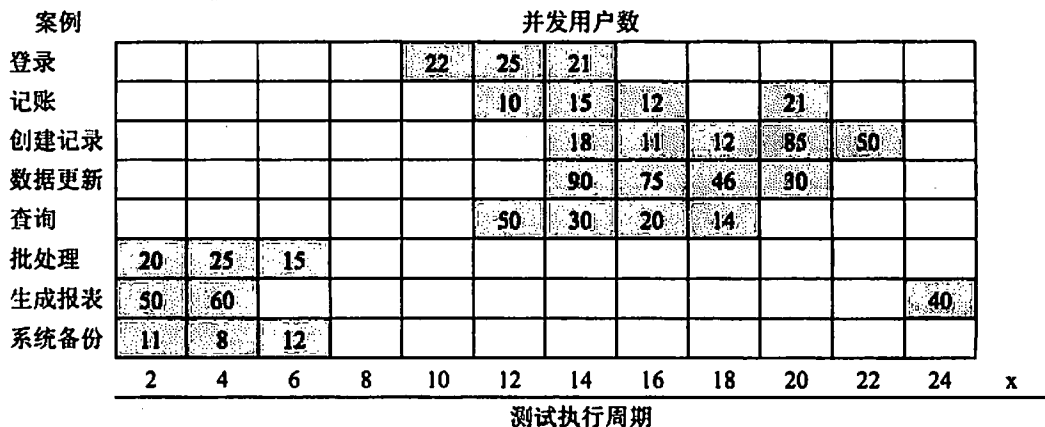 案例 并发用户数
登录 22 25 21
记账 10 15 12 21
创建记录 18 11 12 85 50
数据更新 90 75 46 30
查询 50 30 20 14
批处理 20 25 15
生成报表 50 60 40
系统备份 11 8 12
2 4 6 8 10 12 14 16 18 20 22 24 x
测试执行周期